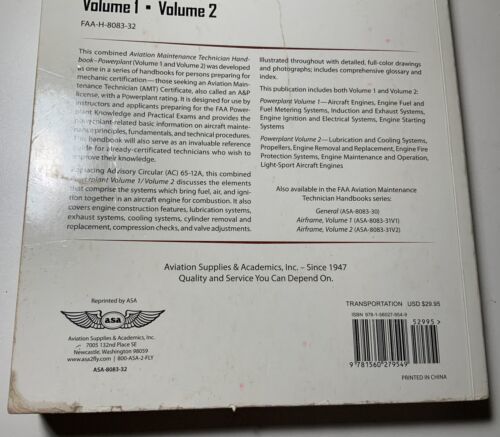 Volume 1 • Volume 2
FAA-H-8083-32
This combined Aviation Maintenance Technician Hand-
book–Powerplant (Volume 1 and Volume 2) was developed
as one in a series of handbooks for persons preparing for
mechanic certification—those seeking an Aviation Main-
tenance Technician (AMT) Certificate, also called an A&P
license, with a Powerplant rating. It is designed for use by
instructors and applicants preparing for the FAA Power-
plant Knowledge and Practical Exams and provides the
powerplant-related basic information on aircraft mainte-
nance principles, fundamentals, and technical procedures.
This handbook will also serve as an invaluable reference
guide for already-certificated technicians who wish to
improve their knowledge.
Replacing Advisory Circular (AC) 65-12A, this combined
Powerplant Volume 1/Volume 2 discusses the elements
that comprise the systems which bring fuel, air, and igni-
tion together in an aircraft engine for combustion. It also
covers engine construction features, lubrication systems,
exhaust systems, cooling systems, cylinder removal and
replacement, compression checks, and valve adjustments.
Illustrated throughout with detailed, full-color drawings
and photographs; includes comprehensive glossary and
index.
This publication includes both Volume 1 and Volume 2:
Powerplant Volume 1—Aircraft Engines, Engine Fuel and
Fuel Metering Systems, Induction and Exhaust Systems,
Engine Ignition and Electrical Systems, Engine Starting
Systems
Powerplant Volume 2—Lubrication and Cooling Systems,
Propellers, Engine Removal and Replacement, Engine Fire
Protection Systems, Engine Maintenance and Operation,
Light-Sport Aircraft Engines
Also available in the FAA Aviation Maintenance
Technician Handbooks series:
General (ASA-8083-30)
Airframe, Volume 1 (ASA-8083-31V1)
Airframe, Volume 2 (ASA-8083-31V2)
Aviation Supplies & Academics, Inc. – Since 1947
Quality and Service You Can Depend On.
Reprinted by ASA
asa
Aviation Supplies & Academics, Inc.
7005 132nd Place SE
Newcastle, Washington 98059
www.asa2fly.com | 800-ASA-2-FLY
ASA-8083-32
TRANSPORTATION USD $29.95
ISBN 978-1-56027-954-9
52995>
9 781560 279549
PRINTED IN CHINA